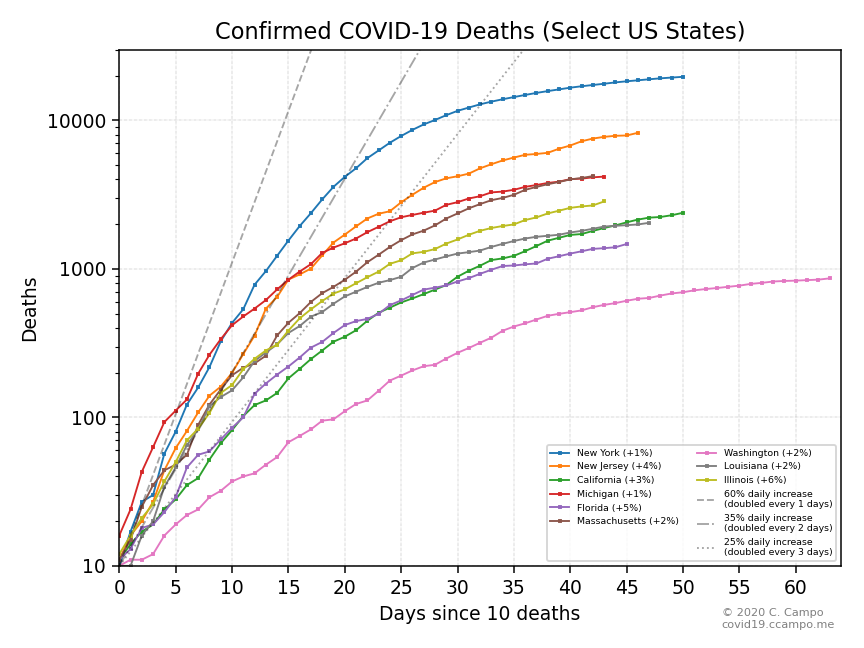 Confirmed COVID-19 Deaths (Select US States)
Deaths
10000
1000
100
10
New York (+1%)
New Jersey (+4%)
California (+3%)
Michigan (+1%)
Florida (+5%)
Massachusetts (+2%)
Washington (+2%)
Louisiana (+2%)
Illinois (+6%)
60% daily increase
(doubled every 1 days)
35% daily increase
(doubled every 2 days)
25% daily increase
(doubled every 3 days)
0 5 10 15 20 25 30 35 40 45 50 55 60
Days since 10 deaths
© 2020 C. Campo
covid19.ccampo.me